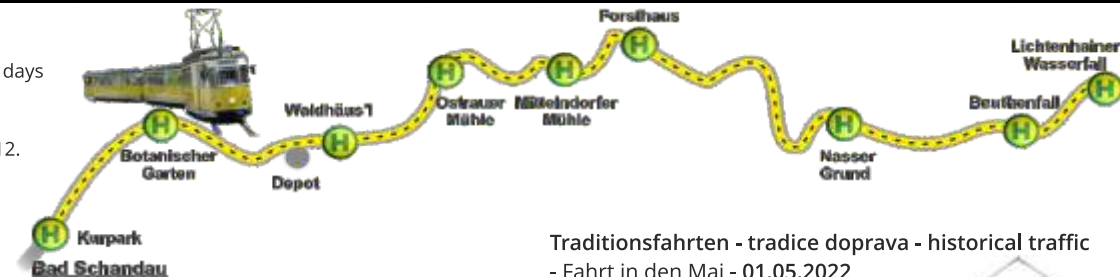 Forsthaus
Lichtenhainer
Wasserfall
days
Ostrauer
Mühle
Mittelndorfer
Mühle
Beuthenfall
Waldhäus'l
12.
Botanischer
Garten
Depot
Nasser
Grund
Kurpark
Bad Schandau
Traditionsfahrten - tradice doprava - historical traffic
- Fahrt in den Mai - 01.05.2022
H
H
H
H
H
H
H
H
H